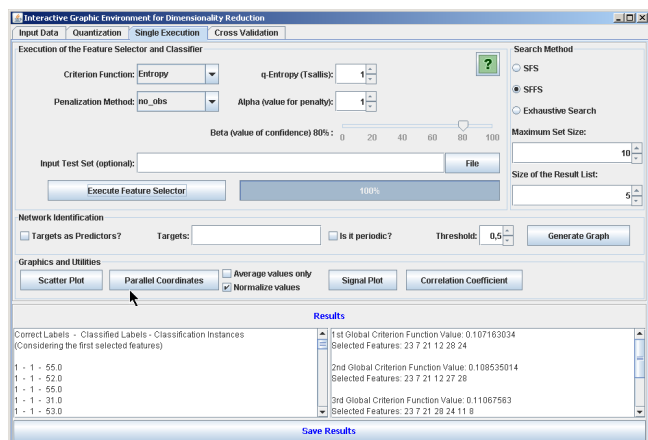 Interactive Graphic Environment for Dimensionality Reduction
Input Data Quantization Single Execution Cross Validation
Execution of the Feature Selector and Classifier
Criterion Function: Entropy q-Entropy (Tsallis): 1 ?
Penalization Method: no_obs Alpha (value for penalty): 1
Beta (value of confidence) 80% : 0 20 40 60 80 100
Input Test Set (optional): File
Execute Feature Selector 100%
Search Method
SFS
SFFS
Exhaustive Search
Maximum Set Size:
10
Size of the Result List:
5
Network Identification
Targets as Predictors? Targets: Is it periodic? Threshold: 0,5 Generate Graph
Graphics and Utilities
Scatter Plot Parallel Coordinates Average values only Normalize values Signal Plot Correlation Coefficient
Results
Correct Labels - Classified Labels - Classification Instances
(Considering the first selected features)
1 - 1 - 55.0
1 - 1 - 52.0
1 - 1 - 55.0
1 - 1 - 31.0
1 - 1 - 53.0
1st Global Criterion Function Value: 0.107163034
Selected Features: 23 7 21 12 28 24
2nd Global Criterion Function Value: 0.108535014
Selected Features: 23 7 21 12 27 28
3rd Global Criterion Function Value: 0.11067563
Selected Features: 23 7 21 28 24 11 8
Save Results